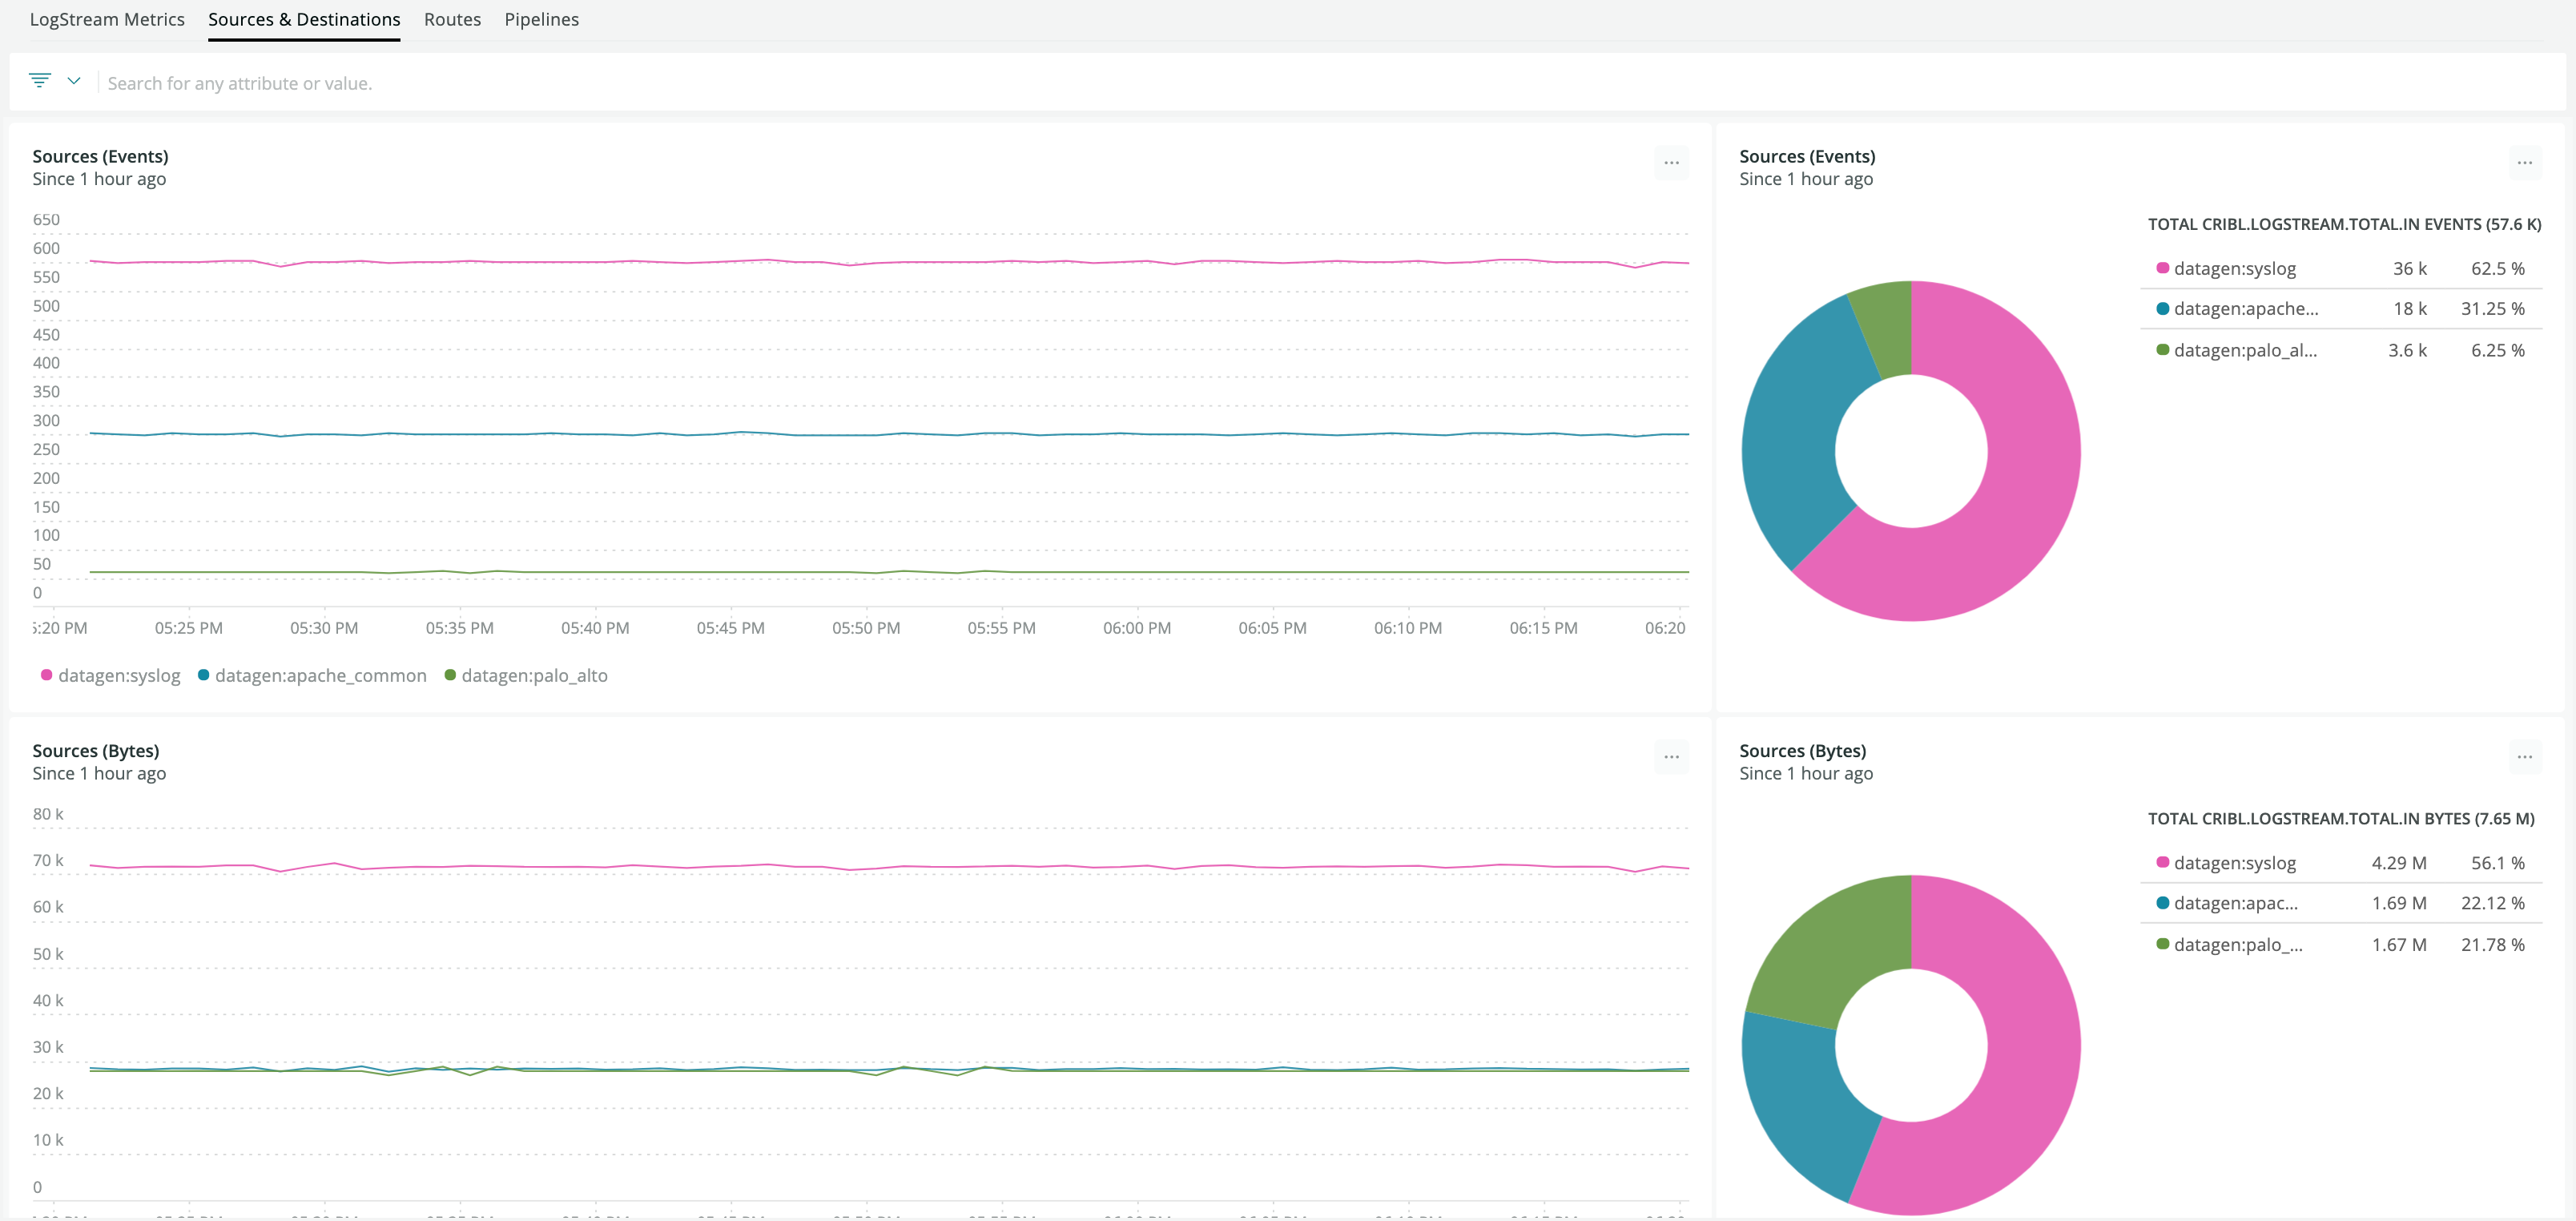 LogStream Metrics Sources & Destinations Routes Pipelines
Search for any attribute or value.
Sources (Events)
Since 1 hour ago
650
600
550
500
450
400
350
300
250
200
150
100
50
0
5:20 PM 05:25 PM 05:30 PM 05:35 PM 05:40 PM 05:45 PM 05:50 PM 05:55 PM 06:00 PM 06:05 PM 06:10 PM 06:15 PM 06:20
datagen:syslog datagen:apache_common datagen:palo_alto
Sources (Events)
Since 1 hour ago
TOTAL CRIBL.LOGSTREAM.TOTAL.IN EVENTS (57.6 K)
datagen:syslog 36 k 62.5 %
datagen:apache... 18 k 31.25 %
datagen:palo_al... 3.6 k 6.25 %
Sources (Bytes)
Since 1 hour ago
80 k
70 k
60 k
50 k
40 k
30 k
20 k
10 k
0
Sources (Bytes)
Since 1 hour ago
TOTAL CRIBL.LOGSTREAM.TOTAL.IN BYTES (7.65 M)
datagen:syslog 4.29 M 56.1 %
datagen:apac... 1.69 M 22.12 %
datagen:palo_... 1.67 M 21.78 %